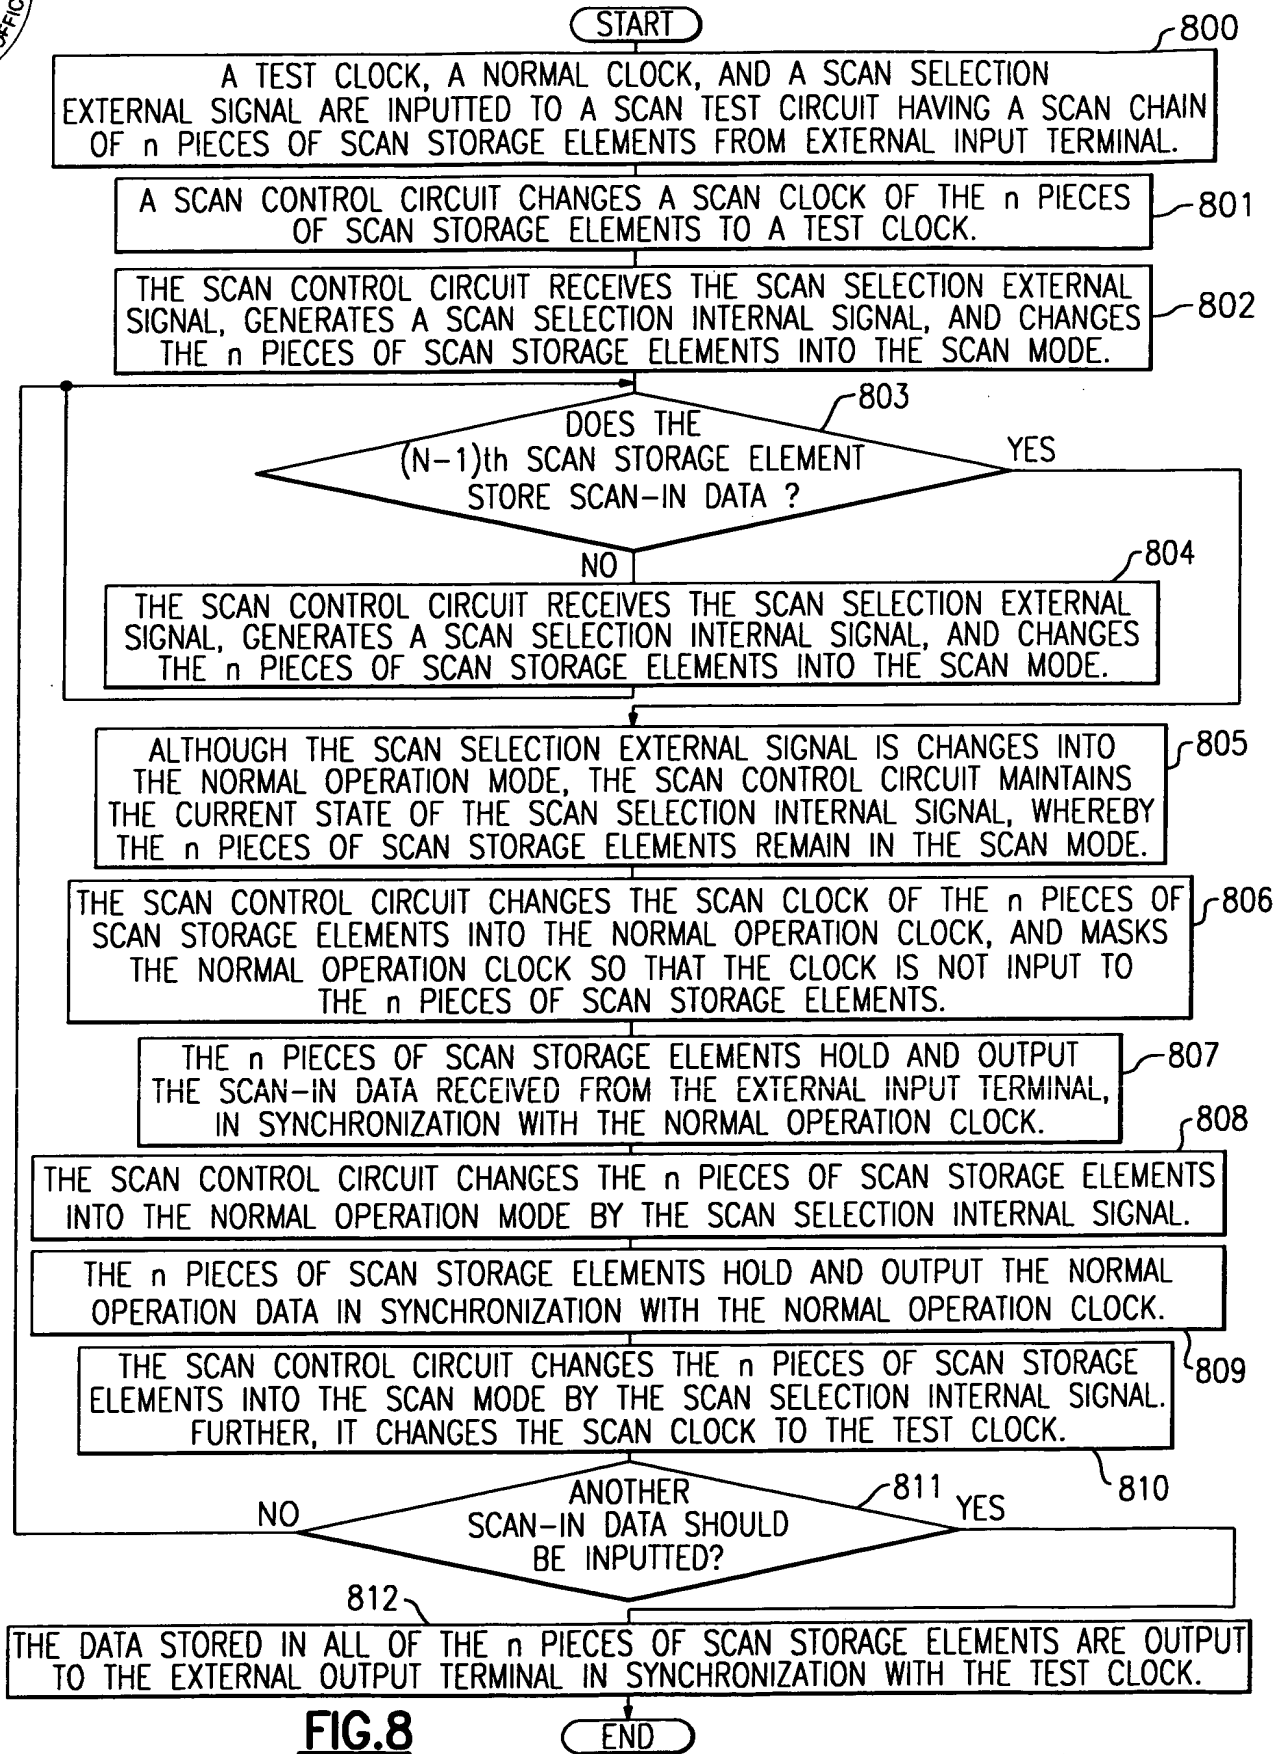 OFFIC
START
800
A TEST CLOCK, A NORMAL CLOCK, AND A SCAN SELECTION
EXTERNAL SIGNAL ARE INPUTTED TO A SCAN TEST CIRCUIT HAVING A SCAN CHAIN
OF n PIECES OF SCAN STORAGE ELEMENTS FROM EXTERNAL INPUT TERMINAL.
A SCAN CONTROL CIRCUIT CHANGES A SCAN CLOCK OF THE n PIECES
OF SCAN STORAGE ELEMENTS TO A TEST CLOCK.
801
THE SCAN CONTROL CIRCUIT RECEIVES THE SCAN SELECTION EXTERNAL
SIGNAL, GENERATES A SCAN SELECTION INTERNAL SIGNAL, AND CHANGES
THE n PIECES OF SCAN STORAGE ELEMENTS INTO THE SCAN MODE.
802
803
DOES THE
(N-1)th SCAN STORAGE ELEMENT
STORE SCAN-IN DATA ?
YES
NO
804
THE SCAN CONTROL CIRCUIT RECEIVES THE SCAN SELECTION EXTERNAL
SIGNAL, GENERATES A SCAN SELECTION INTERNAL SIGNAL, AND CHANGES
THE n PIECES OF SCAN STORAGE ELEMENTS INTO THE SCAN MODE.
ALTHOUGH THE SCAN SELECTION EXTERNAL SIGNAL IS CHANGES INTO
THE NORMAL OPERATION MODE, THE SCAN CONTROL CIRCUIT MAINTAINS
THE CURRENT STATE OF THE SCAN SELECTION INTERNAL SIGNAL, WHEREBY
THE n PIECES OF SCAN STORAGE ELEMENTS REMAIN IN THE SCAN MODE.
805
THE SCAN CONTROL CIRCUIT CHANGES THE SCAN CLOCK OF THE n PIECES OF
SCAN STORAGE ELEMENTS INTO THE NORMAL OPERATION CLOCK, AND MASKS
THE NORMAL OPERATION CLOCK SO THAT THE CLOCK IS NOT INPUT TO
THE n PIECES OF SCAN STORAGE ELEMENTS.
806
THE n PIECES OF SCAN STORAGE ELEMENTS HOLD AND OUTPUT
THE SCAN-IN DATA RECEIVED FROM THE EXTERNAL INPUT TERMINAL,
IN SYNCHRONIZATION WITH THE NORMAL OPERATION CLOCK.
807
808
THE SCAN CONTROL CIRCUIT CHANGES THE n PIECES OF SCAN STORAGE ELEMENTS
INTO THE NORMAL OPERATION MODE BY THE SCAN SELECTION INTERNAL SIGNAL.
THE n PIECES OF SCAN STORAGE ELEMENTS HOLD AND OUTPUT THE NORMAL
OPERATION DATA IN SYNCHRONIZATION WITH THE NORMAL OPERATION CLOCK.
809
THE SCAN CONTROL CIRCUIT CHANGES THE n PIECES OF SCAN STORAGE
ELEMENTS INTO THE SCAN MODE BY THE SCAN SELECTION INTERNAL SIGNAL.
FURTHER, IT CHANGES THE SCAN CLOCK TO THE TEST CLOCK.
810
811
ANOTHER
SCAN-IN DATA SHOULD
BE INPUTTED?
NO
YES
812
THE DATA STORED IN ALL OF THE n PIECES OF SCAN STORAGE ELEMENTS ARE OUTPUT
TO THE EXTERNAL OUTPUT TERMINAL IN SYNCHRONIZATION WITH THE TEST CLOCK.
FIG.8
END